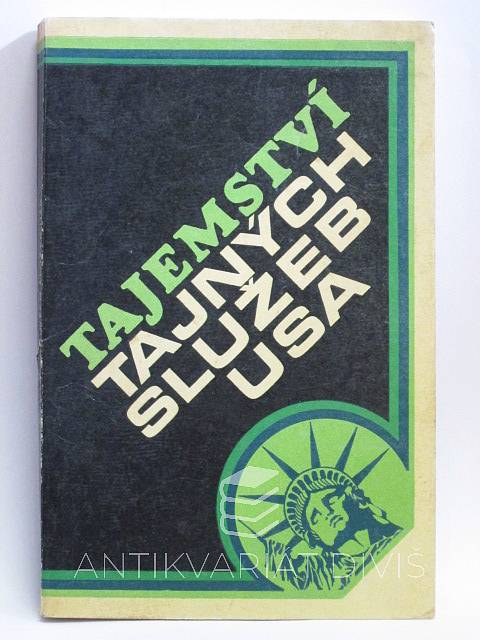 TAJEMSTVÍ
TAJNÝCH
SLUŽEB
USA
ANTIKVARIÁT DIVIŠ